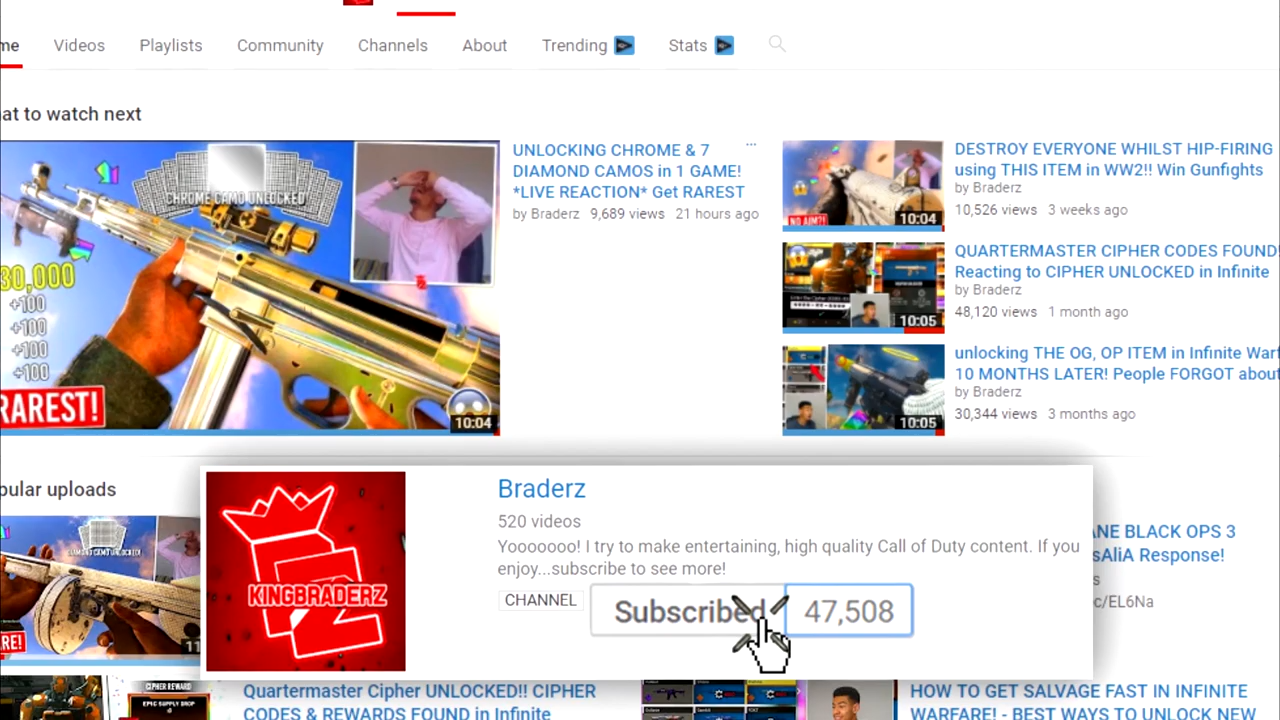 me Videos Playlists Community Channels About Trending Stats
at to watch next
CHROME CAMO UNLOCKED!
30,000
+100
+100
+100
+100
RAREST!
10:04
UNLOCKING CHROME & 7
DIAMOND CAMOS in 1 GAME!
*LIVE REACTION* Get RAREST
by Braderz 9,689 views 21 hours ago
NO AIM?!
10:04
DESTROY EVERYONE WHILST HIP-FIRING
using THIS ITEM in WW2!! Win Gunfights
by Braderz
10,526 views 3 weeks ago
10:05
QUARTERMASTER CIPHER CODES FOUND!
Reacting to CIPHER UNLOCKED in Infinite
by Braderz
48,120 views 1 month ago
10:05
unlocking THE OG, OP ITEM in Infinite Warf
10 MONTHS LATER! People FORGOT about
by Braderz
30,344 views 3 months ago
pular uploads
DIAMOND CAMO UNLOCKED!
RARE!
11
KINGBRADERZ
Braderz
520 videos
Yooooooo! I try to make entertaining, high quality Call of Duty content. If you
enjoy...subscribe to see more!
CHANNEL
Subscribed 47,508
ANE BLACK OPS 3
sAliA Response!
s
c/EL6Na
CIPHER REWARD
EPIC SUPPLY DROP
Quartermaster Cipher UNLOCKED!! CIPHER
CODES & REWARDS FOUND in Infinite
HOW TO GET SALVAGE FAST IN INFINITE
WARFARE! - BEST WAYS TO UNLOCK NEW